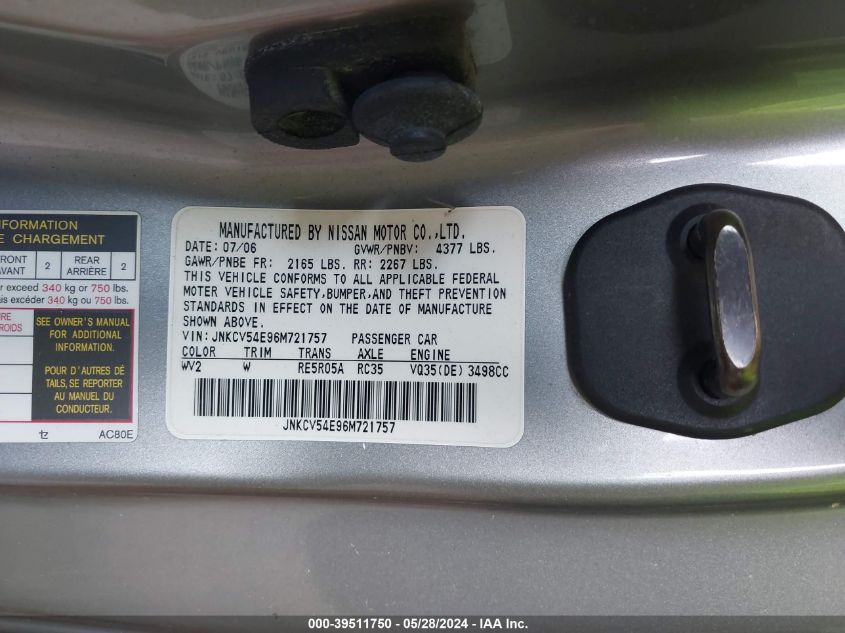 INFORMATION
E CHARGEMENT
FRONT
AVANT
2
REAR
ARRIÈRE
2
er exceed 340 kg or 750 lbs.
ais excéder 340 kg ou 750 lbs.
SEE OWNER'S MANUAL
FOR ADDITIONAL
INFORMATION.
POUR D'AUTRES
DÉTAILS, SE REPORTER
AU MANUEL DU
CONDUCTEUR.
tz AC80E
MANUFACTURED BY NISSAN MOTOR CO.,LTD.
DATE: 07/06 GVWR/PNBV: 4377 LBS.
GAWR/PNBE FR: 2165 LBS. RR: 2267 LBS.
THIS VEHICLE CONFORMS TO ALL APPLICABLE FEDERAL
MOTER VEHICLE SAFETY,BUMPER,AND THEFT PREVENTION
STANDARDS IN EFFECT ON THE DATE OF MANUFACTURE
SHOWN ABOVE.
VIN: JNKCV54E96M721757 PASSENGER CAR
COLOR TRIM TRANS AXLE ENGINE
WV2 W RE5R05A RC35 VQ35(DE) 3498CC
JNKCV54E96M721757
000-39511750 - 05/28/2024 - IAA Inc.